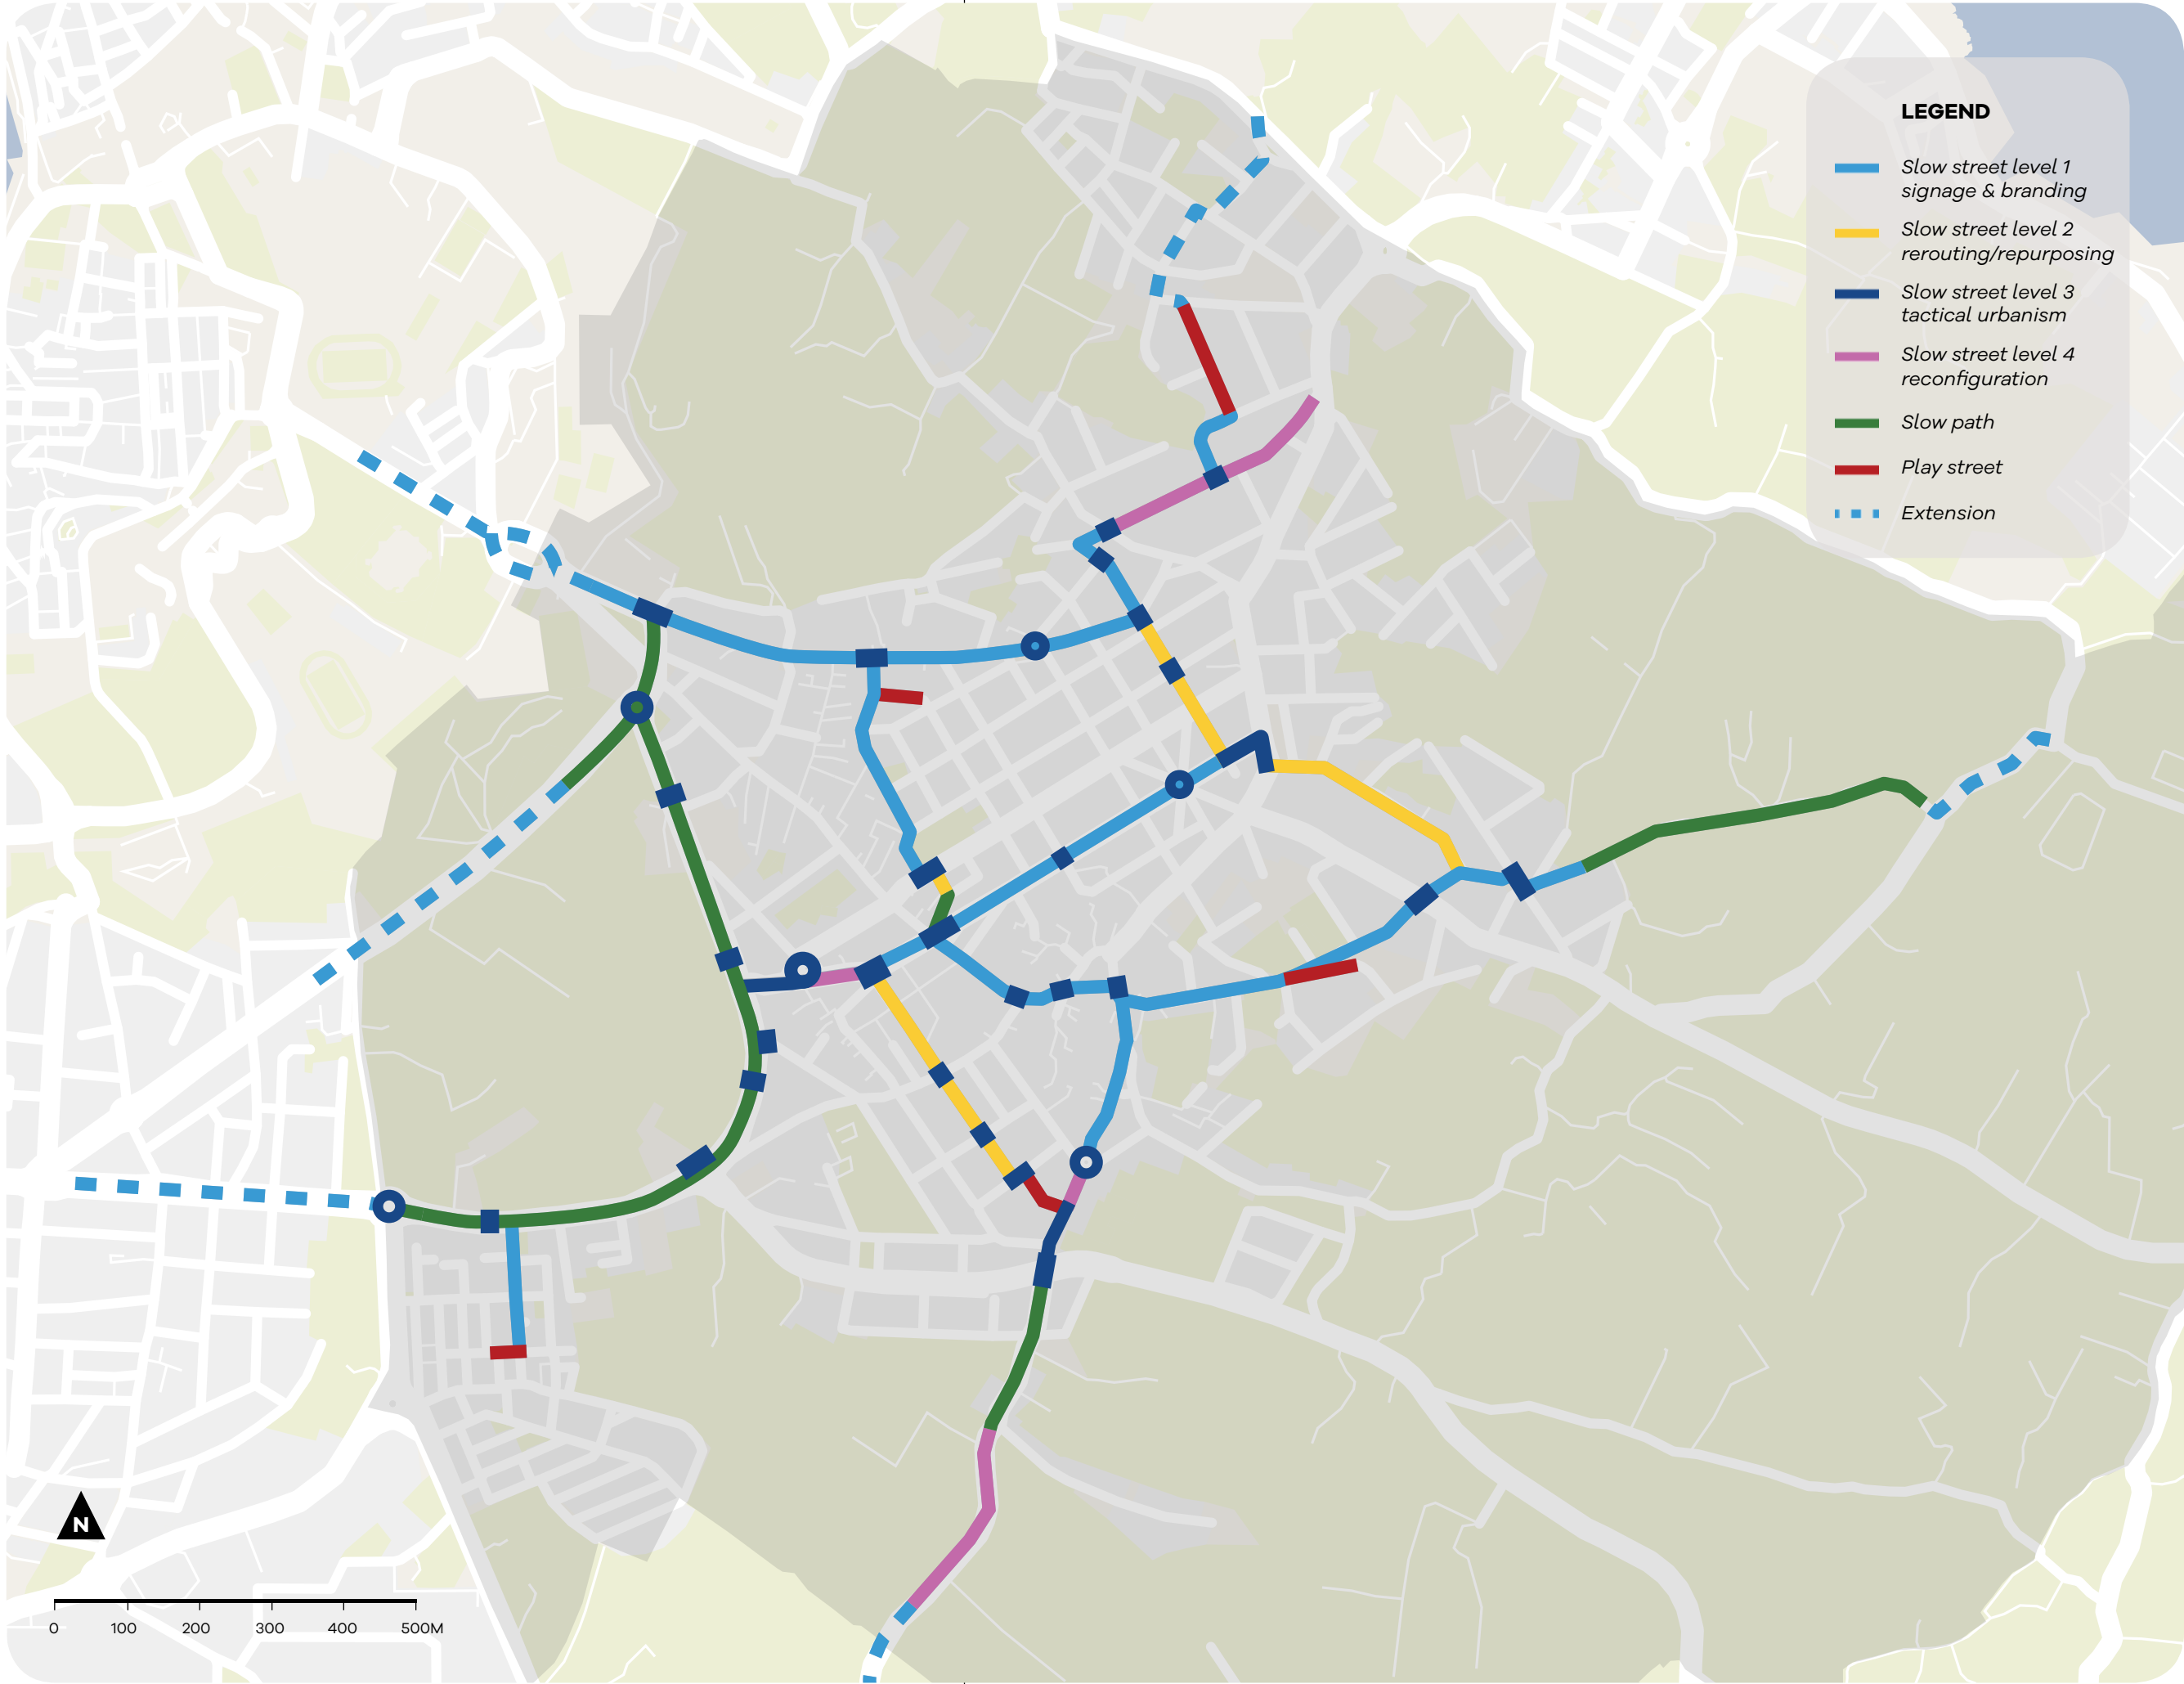 LEGEND
Slow street level 1
signage & branding
Slow street level 2
rerouting/repurposing
Slow street level 3
tactical urbanism
Slow street level 4
reconfiguration
Slow path
Play street
Extension
N
0 100 200 300 400 500M